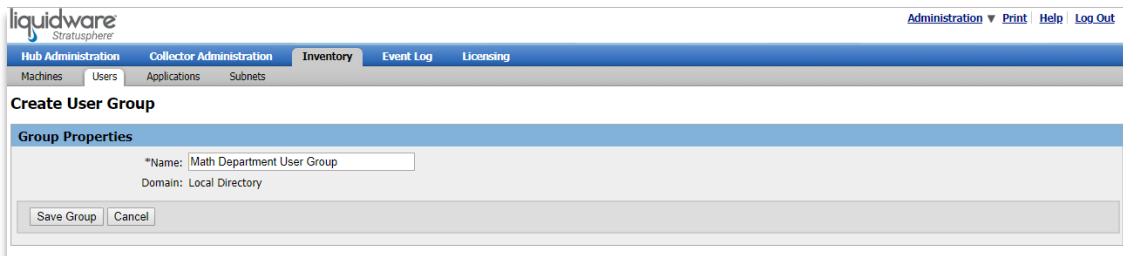 liquidware
Stratusphere
Administration ▼ Print Help Log Out
Hub Administration Collector Administration Inventory Event Log Licensing
Machines Users Applications Subnets
Create User Group
Group Properties
*Name: Math Department User Group
Domain: Local Directory
Save Group Cancel